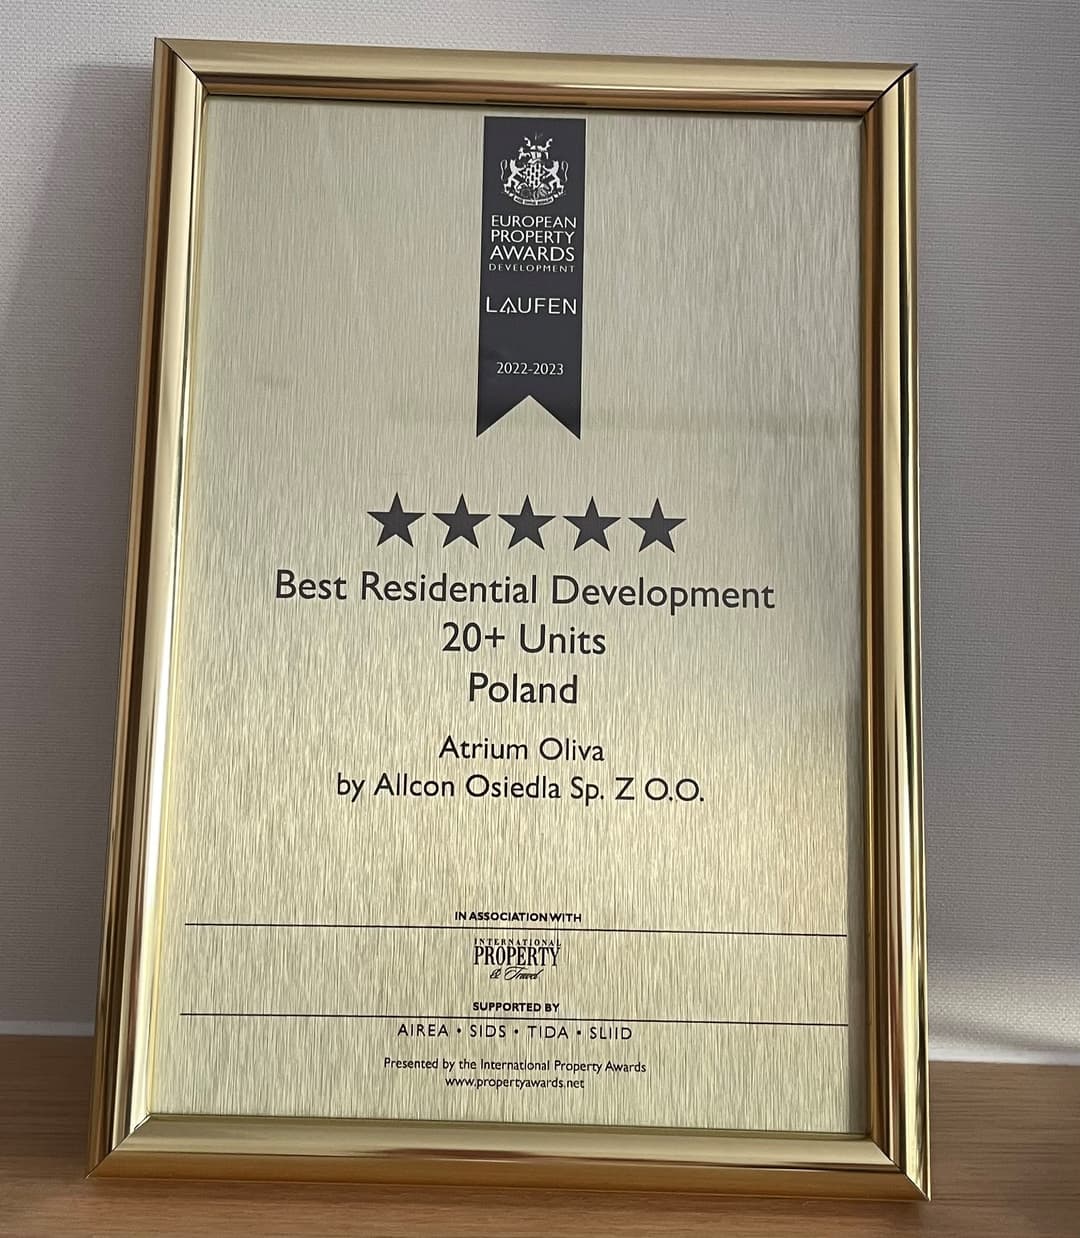 EUROPEAN
PROPERTY
AWARDS
DEVELOPMENT
LAUFEN
2022-2023
Best Residential Development
20+ Units
Poland
Atrium Oliva
by Allcon Osiedla Sp. Z O.O.
IN ASSOCIATION WITH
INTERNATIONAL
PROPERTY
& Travel
SUPPORTED BY
AIREA • SIDS • TIDA • SLIID
Presented by the International Property Awards
www.propertyawards.net